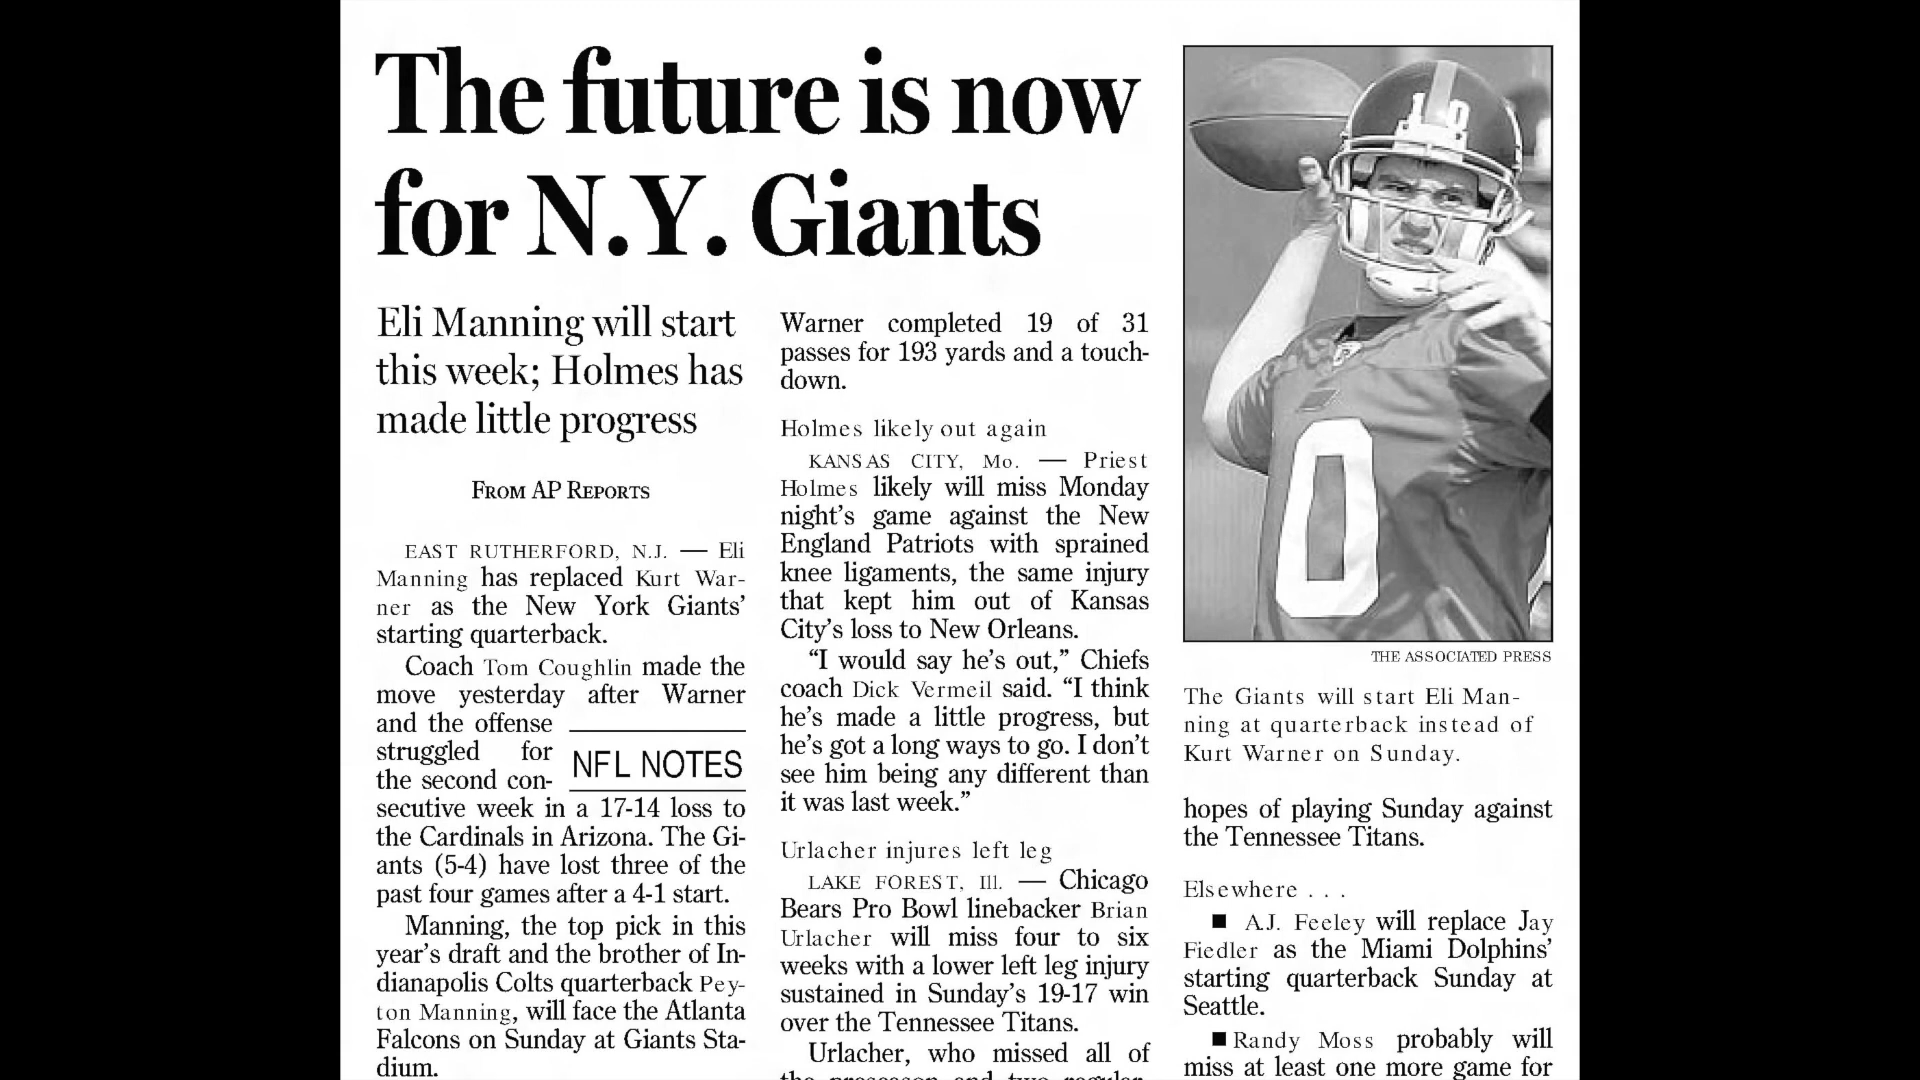 The future is now
for N.Y. Giants
Eli Manning will start
this week; Holmes has
made little progress
FROM AP REPORTS
EAST RUTHERFORD, N.J. — Eli
Manning has replaced Kurt War-
ner as the New York Giants’
starting quarterback.
Coach Tom Coughlin made the
move yesterday after Warner
and the offense
struggled for
the second con-
secutive week in a 17-14 loss to
the Cardinals in Arizona. The Gi-
ants (5-4) have lost three of the
past four games after a 4-1 start.
Manning, the top pick in this
year’s draft and the brother of In-
dianapolis Colts quarterback Pey-
ton Manning, will face the Atlanta
Falcons on Sunday at Giants Sta-
dium.
NFL NOTES
Warner completed 19 of 31
passes for 193 yards and a touch-
down.
Holmes likely out again
KANSAS CITY, Mo. — Priest
Holmes likely will miss Monday
night’s game against the New
England Patriots with sprained
knee ligaments, the same injury
that kept him out of Kansas
City’s loss to New Orleans.
“I would say he’s out,” Chiefs
coach Dick Vermeil said. “I think
he’s made a little progress, but
he’s got a long ways to go. I don’t
see him being any different than
it was last week.”
Urlacher injures left leg
LAKE FOREST, Ill. — Chicago
Bears Pro Bowl linebacker Brian
Urlacher will miss four to six
weeks with a lower left leg injury
sustained in Sunday’s 19-17 win
over the Tennessee Titans.
Urlacher, who missed all of
the preseason and two regular-
10
0
THE ASSOCIATED PRESS
The Giants will start Eli Man-
ning at quarterback instead of
Kurt Warner on Sunday.
hopes of playing Sunday against
the Tennessee Titans.
Elsewhere . . .
■ A.J. Feeley will replace Jay
Fiedler as the Miami Dolphins’
starting quarterback Sunday at
Seattle.
■ Randy Moss probably will
miss at least one more game for